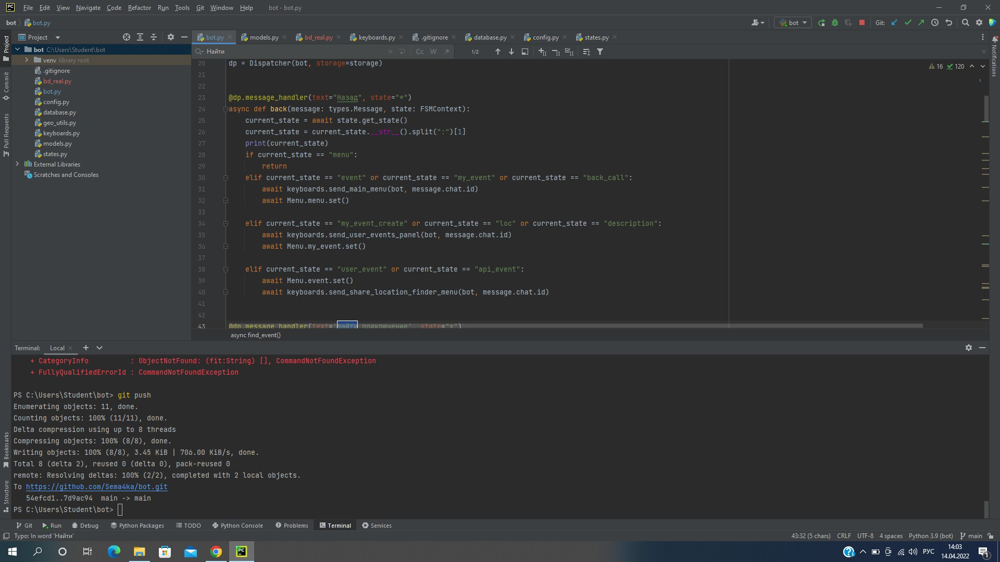 PC File Edit View Navigate Code Refactor Run Tools Git Window Help bot - bot.py
bot bot.py bot Git:
Project bot.py models.py bd_real.py keyboards.py .gitignore database.py config.py states.py
Найти Cc W .* 1/2
16 120
bot C:\Users\Student\bot
venv library root
.gitignore
bd_real.py
bot.py
config.py
database.py
geo_utils.py
keyboards.py
models.py
states.py
External Libraries
Scratches and Consoles
Project
Commit
Pull Requests
Bookmarks
Structure
Notifications
20 dp = Dispatcher(bot, storage=storage)
21
22
23 @dp.message_handler(text="Назад", state="*")
24 async def back(message: types.Message, state: FSMContext):
25 current_state = await state.get_state()
26 current_state = current_state.__str__().split(":")[1]
27 print(current_state)
28 if current_state == "menu":
29 return
30 elif current_state == "event" or current_state == "my_event" or current_state == "back_call":
31 await keyboards.send_main_menu(bot, message.chat.id)
32 await Menu.menu.set()
33
34 elif current_state == "my_event_create" or current_state == "loc" or current_state == "description":
35 await keyboards.send_user_events_panel(bot, message.chat.id)
36 await Menu.my_event.set()
37
38 elif current_state == "user_event" or current_state == "api_event":
39 await Menu.event.set()
40 await keyboards.send_share_location_finder_menu(bot, message.chat.id)
41
42
43 @dp.message_handler(text='Найти приключение', state="*")
async find_event()
Terminal: Local
+ CategoryInfo : ObjectNotFound: (fit:String) [], CommandNotFoundException
+ FullyQualifiedErrorId : CommandNotFoundException
PS C:\Users\Student\bot> git push
Enumerating objects: 11, done.
Counting objects: 100% (11/11), done.
Delta compression using up to 8 threads
Compressing objects: 100% (8/8), done.
Writing objects: 100% (8/8), 3.45 KiB | 706.00 KiB/s, done.
Total 8 (delta 2), reused 0 (delta 0), pack-reused 0
remote: Resolving deltas: 100% (2/2), completed with 2 local objects.
To https://github.com/Sema4ka/bot.git
54efcd1..7d9ac94 main -> main
PS C:\Users\Student\bot>
Git Run Debug Python Packages TODO Python Console Problems Terminal Services
Typo: In word 'Найти' 43:32 (5 chars) CRLF UTF-8 4 spaces Python 3.9 (bot) main
PC РУС 14:03
14.04.2022 1